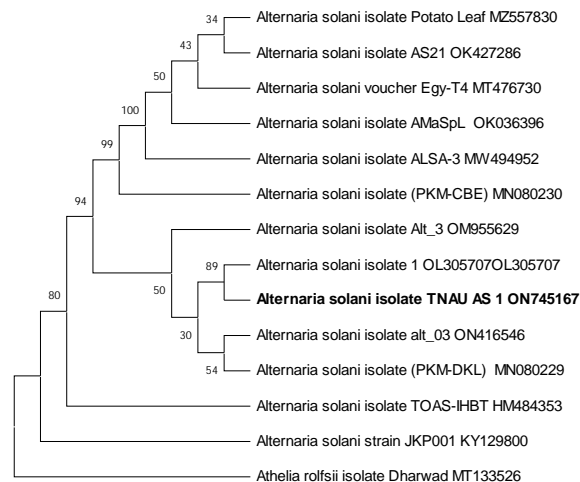 34
Alternaria solani isolate Potato Leaf MZ557830
43
Alternaria solani isolate AS21 OK427286
50
Alternaria solani voucher Egy-T4 MT476730
100
Alternaria solani isolate AMaSpL OK036396
99
Alternaria solani isolate ALSA-3 MW494952
94
Alternaria solani isolate (PKM-CBE) MN080230
Alternaria solani isolate Alt_3 OM955629
89
Alternaria solani isolate 1 OL305707OL305707
50
Alternaria solani isolate TNAU AS 1 ON745167
80
30
Alternaria solani isolate alt_03 ON416546
54
Alternaria solani isolate (PKM-DKL) MN080229
Alternaria solani isolate TOAS-IHBT HM484353
Alternaria solani strain JKP001 KY129800
Athelia rolfsii isolate Dharwad MT133526